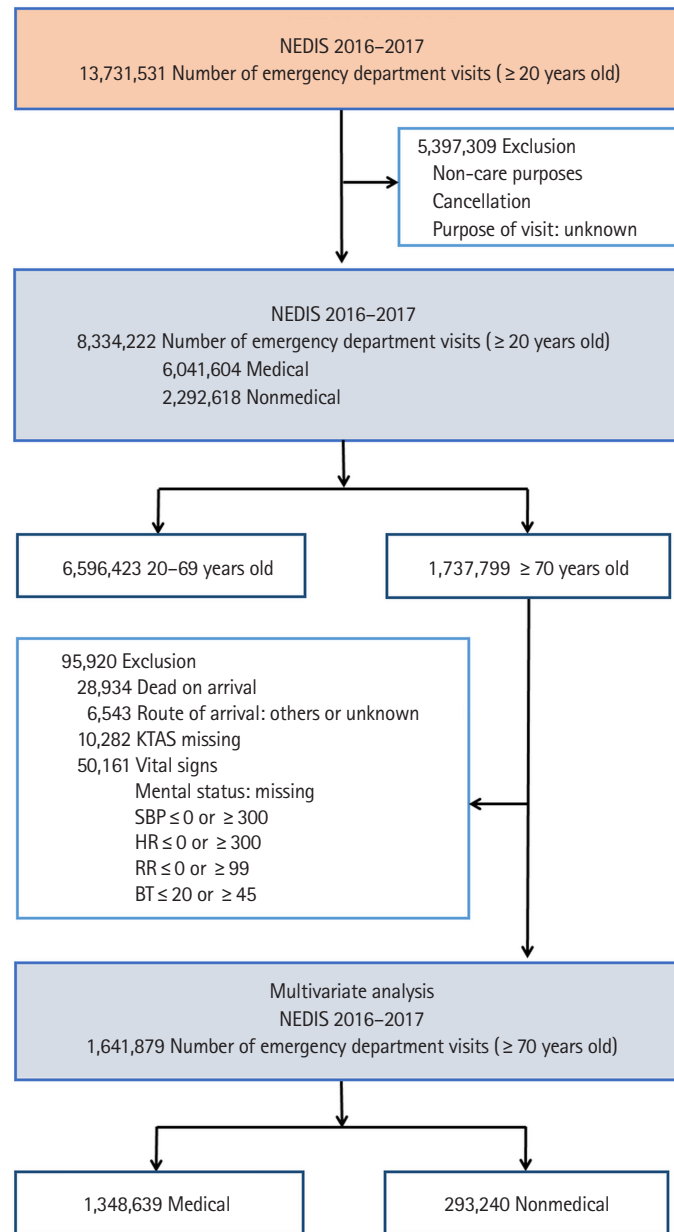 NEDIS 2016–2017
13,731,531 Number of emergency department visits (≥ 20 years old)
5,397,309 Exclusion
Non-care purposes
Cancellation
Purpose of visit: unknown
NEDIS 2016–2017
8,334,222 Number of emergency department visits (≥ 20 years old)
6,041,604 Medical
2,292,618 Nonmedical
6,596,423 20–69 years old
1,737,799 ≥ 70 years old
95,920 Exclusion
28,934 Dead on arrival
6,543 Route of arrival: others or unknown
10,282 KTAS missing
50,161 Vital signs
Mental status: missing
SBP ≤ 0 or ≥ 300
HR ≤ 0 or ≥ 300
RR ≤ 0 or ≥ 99
BT ≤ 20 or ≥ 45
Multivariate analysis
NEDIS 2016–2017
1,641,879 Number of emergency department visits (≥ 70 years old)
1,348,639 Medical
293,240 Nonmedical